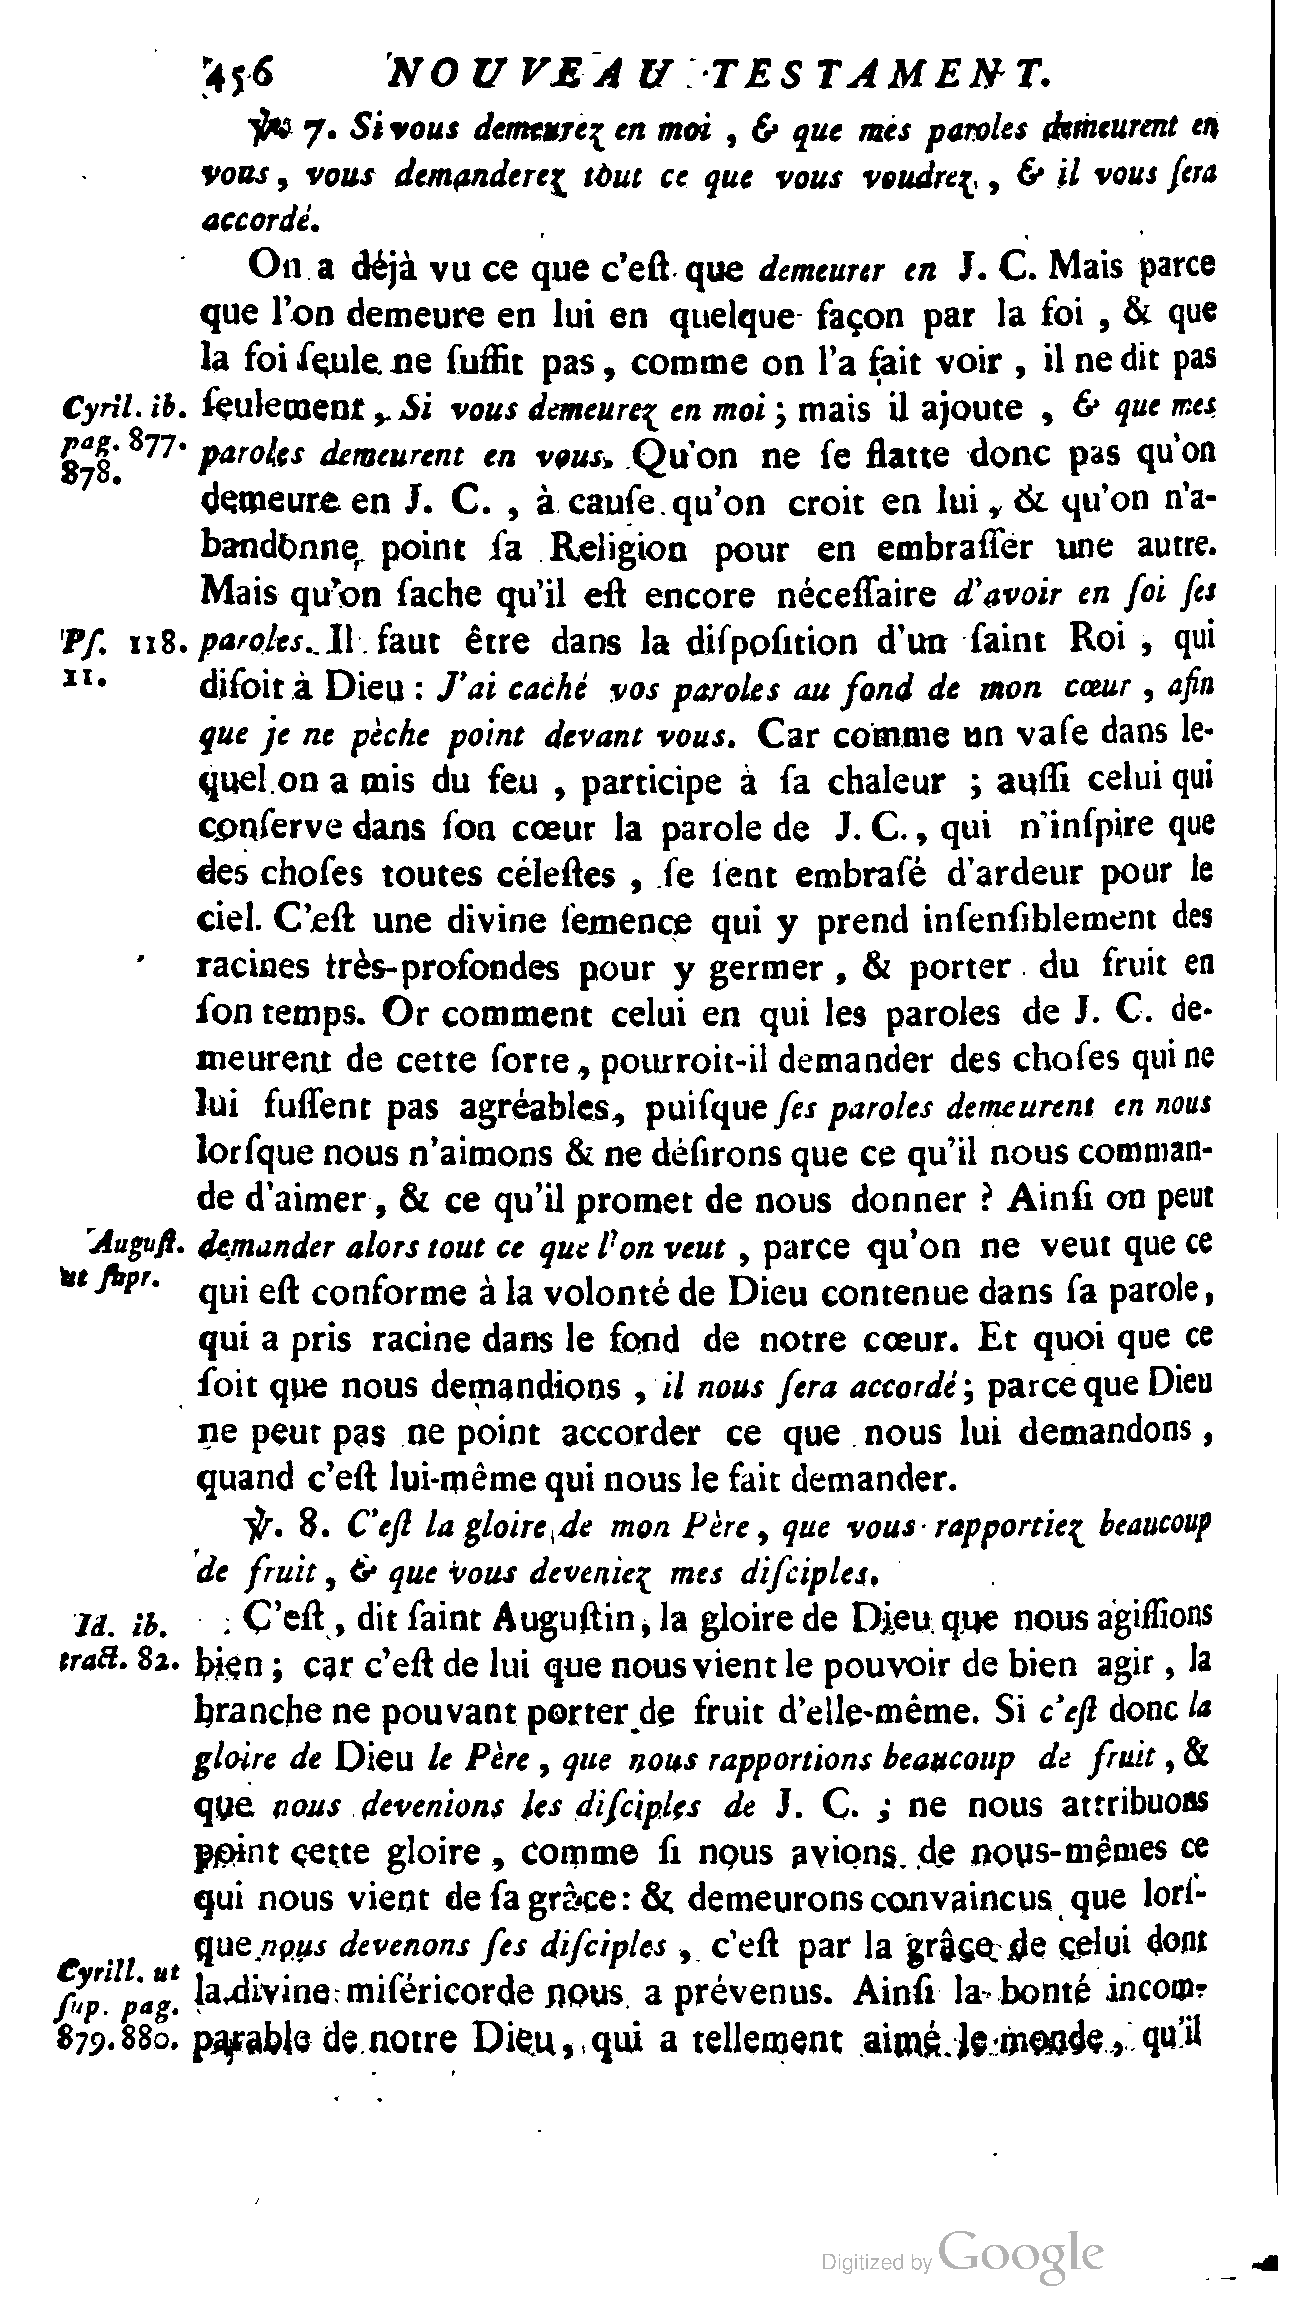 456 NOUVEAU TESTAMENT.
℣. 7. Si vous demeurez en moi , & que mes paroles demeurent en
vous , vous demanderez tout ce que vous voudrez , & il vous ſera
accordé.
On a déjà vu ce que c'eſt que demeurer en J. C. Mais parce
que l'on demeure en lui en quelque façon par la foi , & que
la foi ſeule ne ſuffit pas , comme on l'a fait voir , il ne dit pas
Cyril. ib. ſeulement , Si vous demeurez en moi ; mais il ajoute , & que mes
pag. 877. paroles demeurent en vous. Qu'on ne ſe flatte donc pas qu'on
878.
demeure en J. C. , à cauſe qu'on croit en lui , & qu'on n'a-
bandonne point ſa Religion pour en embraſſer une autre.
Mais qu'on ſache qu'il eſt encore néceſſaire d'avoir en ſoi ſes
Pſ. 118. paroles. Il faut être dans la diſpoſition d'un ſaint Roi , qui
11. diſoit à Dieu : J'ai caché vos paroles au fond de mon cœur , afin
que je ne pèche point devant vous. Car comme un vaſe dans le-
quel on a mis du feu , participe à ſa chaleur ; auſſi celui qui
conſerve dans ſon cœur la parole de J. C. , qui n'inſpire que
des choſes toutes céleſtes , ſe ſent embraſé d'ardeur pour le
ciel. C'eſt une divine ſemence qui y prend inſenſiblement des
racines très-profondes pour y germer , & porter du fruit en
ſon temps. Or comment celui en qui les paroles de J. C. de-
meurent de cette ſorte , pourroit-il demander des choſes qui ne
lui fuſſent pas agréables , puiſque ſes paroles demeurent en nous
lorſque nous n'aimons & ne déſirons que ce qu'il nous comman-
de d'aimer , & ce qu'il promet de nous donner ? Ainſi on peut
Auguſt. demander alors tout ce que l'on veut , parce qu'on ne veut que ce
ut ſupr. qui eſt conforme à la volonté de Dieu contenue dans ſa parole ,
qui a pris racine dans le fond de notre cœur. Et quoi que ce
ſoit que nous demandions , il nous ſera accordé ; parce que Dieu
ne peut pas ne point accorder ce que nous lui demandons ,
quand c'eſt lui-même qui nous le fait demander.
℣. 8. C'eſt la gloire de mon Père , que vous rapportiez beaucoup
de fruit , & que vous deveniez mes diſciples.
Id. ib. C'eſt , dit ſaint Auguſtin , la gloire de Dieu que nous agiſſions
tract. 82. bien ; car c'eſt de lui que nous vient le pouvoir de bien agir , la
branche ne pouvant porter de fruit d'elle-même. Si c'eſt donc la
gloire de Dieu le Père , que nous rapportions beaucoup de fruit , &
que nous devenions les diſciples de J. C. ; ne nous attribuons
point cette gloire , comme ſi nous avions de nous-mêmes ce
qui nous vient de ſa grâce : & demeurons convaincus que lorſ-
que nous devenons ſes diſciples , c'eſt par la grâce de celui dont
Cyrill. ut
ſup. pag. la divine miſéricorde nous a prévenus. Ainſi la bonté incom-
879. 880. parable de notre Dieu , qui a tellement aimé le monde , qu'il
Digitized by Google